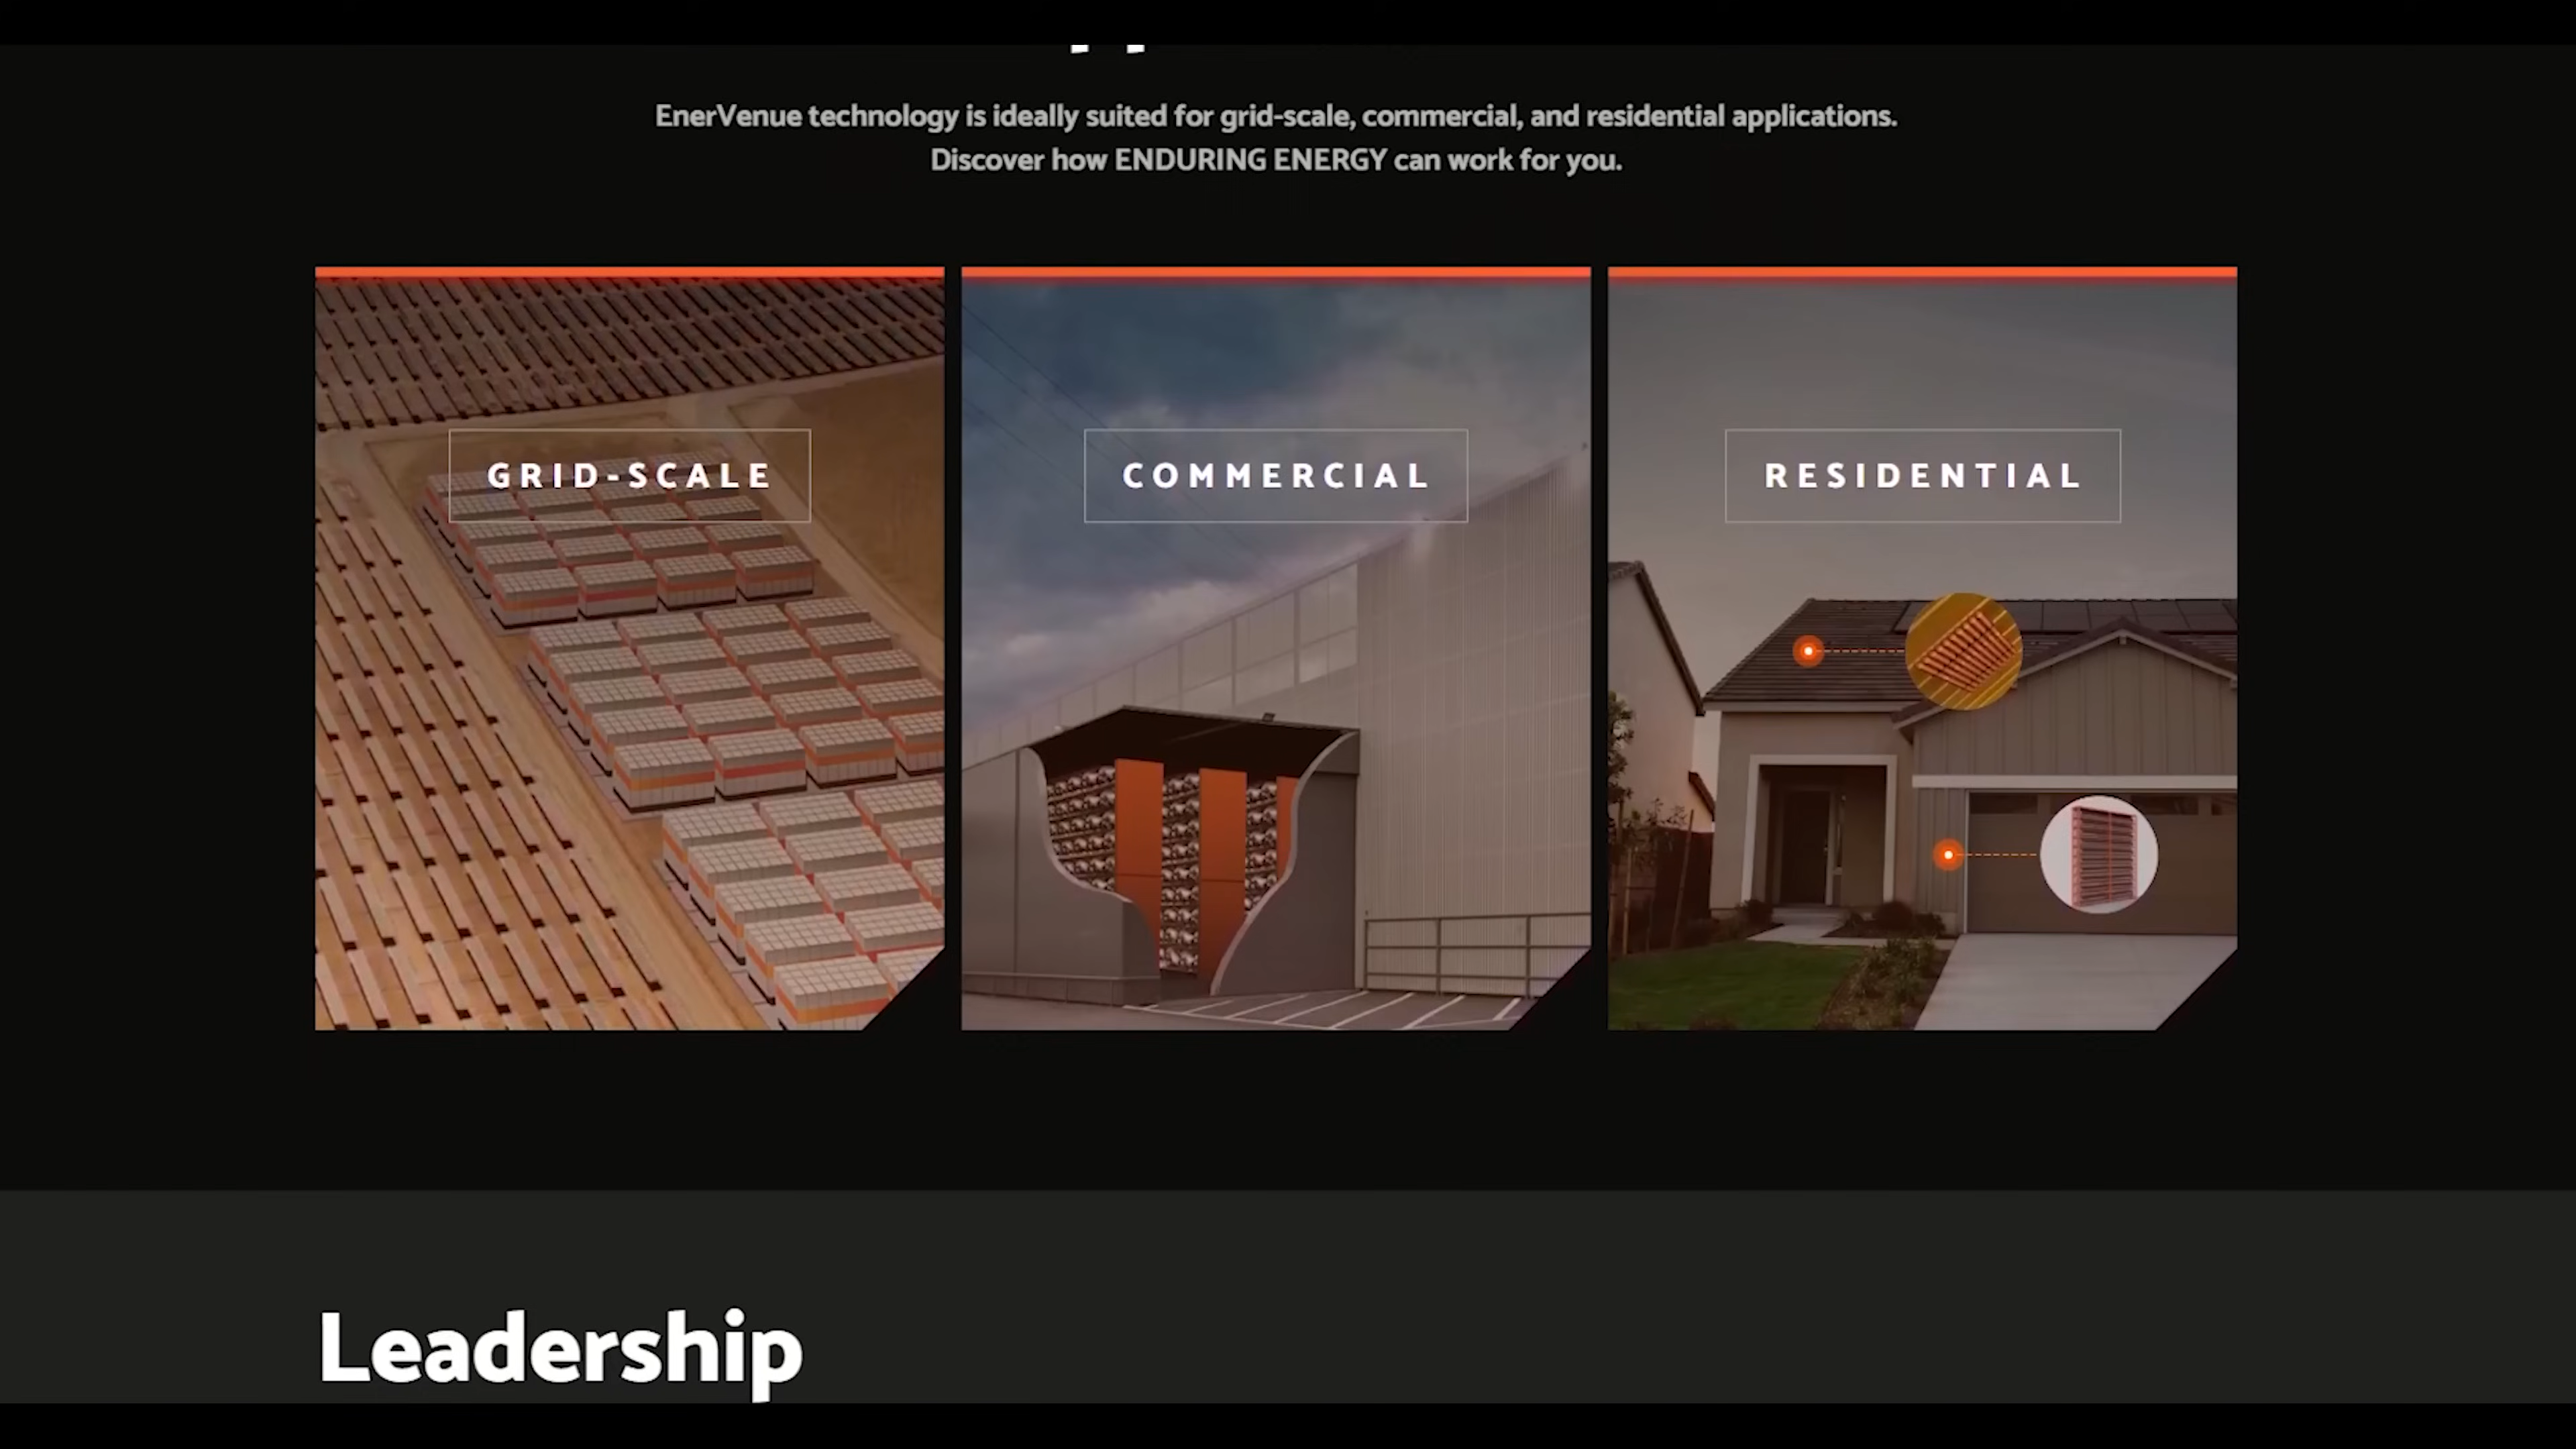 EnerVenue technology is ideally suited for grid-scale, commercial, and residential applications.
Discover how ENDURING ENERGY can work for you.
GRID-SCALE
COMMERCIAL
RESIDENTIAL
Leadership